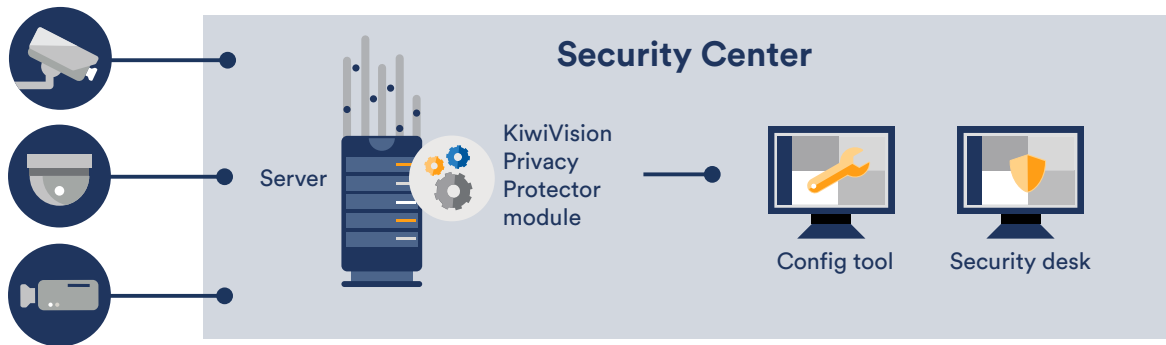 Security Center
Server
KiwiVision
Privacy
Protector
module
Config tool
Security desk